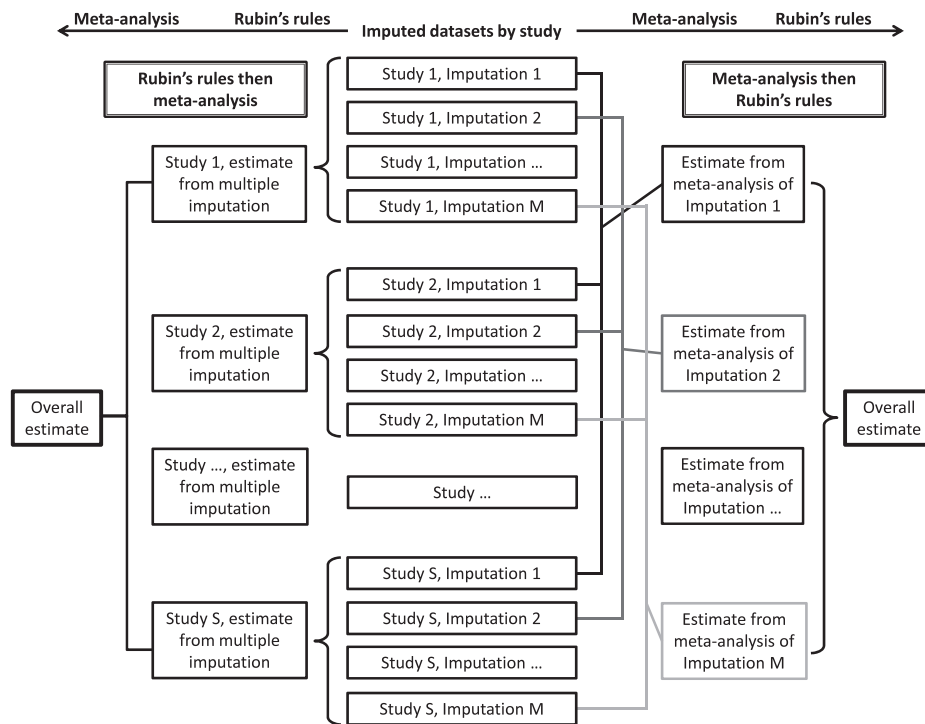 Meta-analysis Rubin's rules
Imputed datasets by study
Meta-analysis Rubin's rules
Rubin's rules then
meta-analysis
Study 1, estimate
from multiple
imputation
Study 2, estimate
from multiple
imputation
Overall
estimate
Study …, estimate
from multiple
imputation
Study S, estimate
from multiple
imputation
Study 1, Imputation 1
Study 1, Imputation 2
Study 1, Imputation …
Study 1, Imputation M
Study 2, Imputation 1
Study 2, Imputation 2
Study 2, Imputation …
Study 2, Imputation M
Study …
Study S, Imputation 1
Study S, Imputation 2
Study S, Imputation …
Study S, Imputation M
Meta-analysis then
Rubin's rules
Estimate from
meta-analysis of
Imputation 1
Estimate from
meta-analysis of
Imputation 2
Estimate from
meta-analysis of
Imputation …
Estimate from
meta-analysis of
Imputation M
Overall
estimate